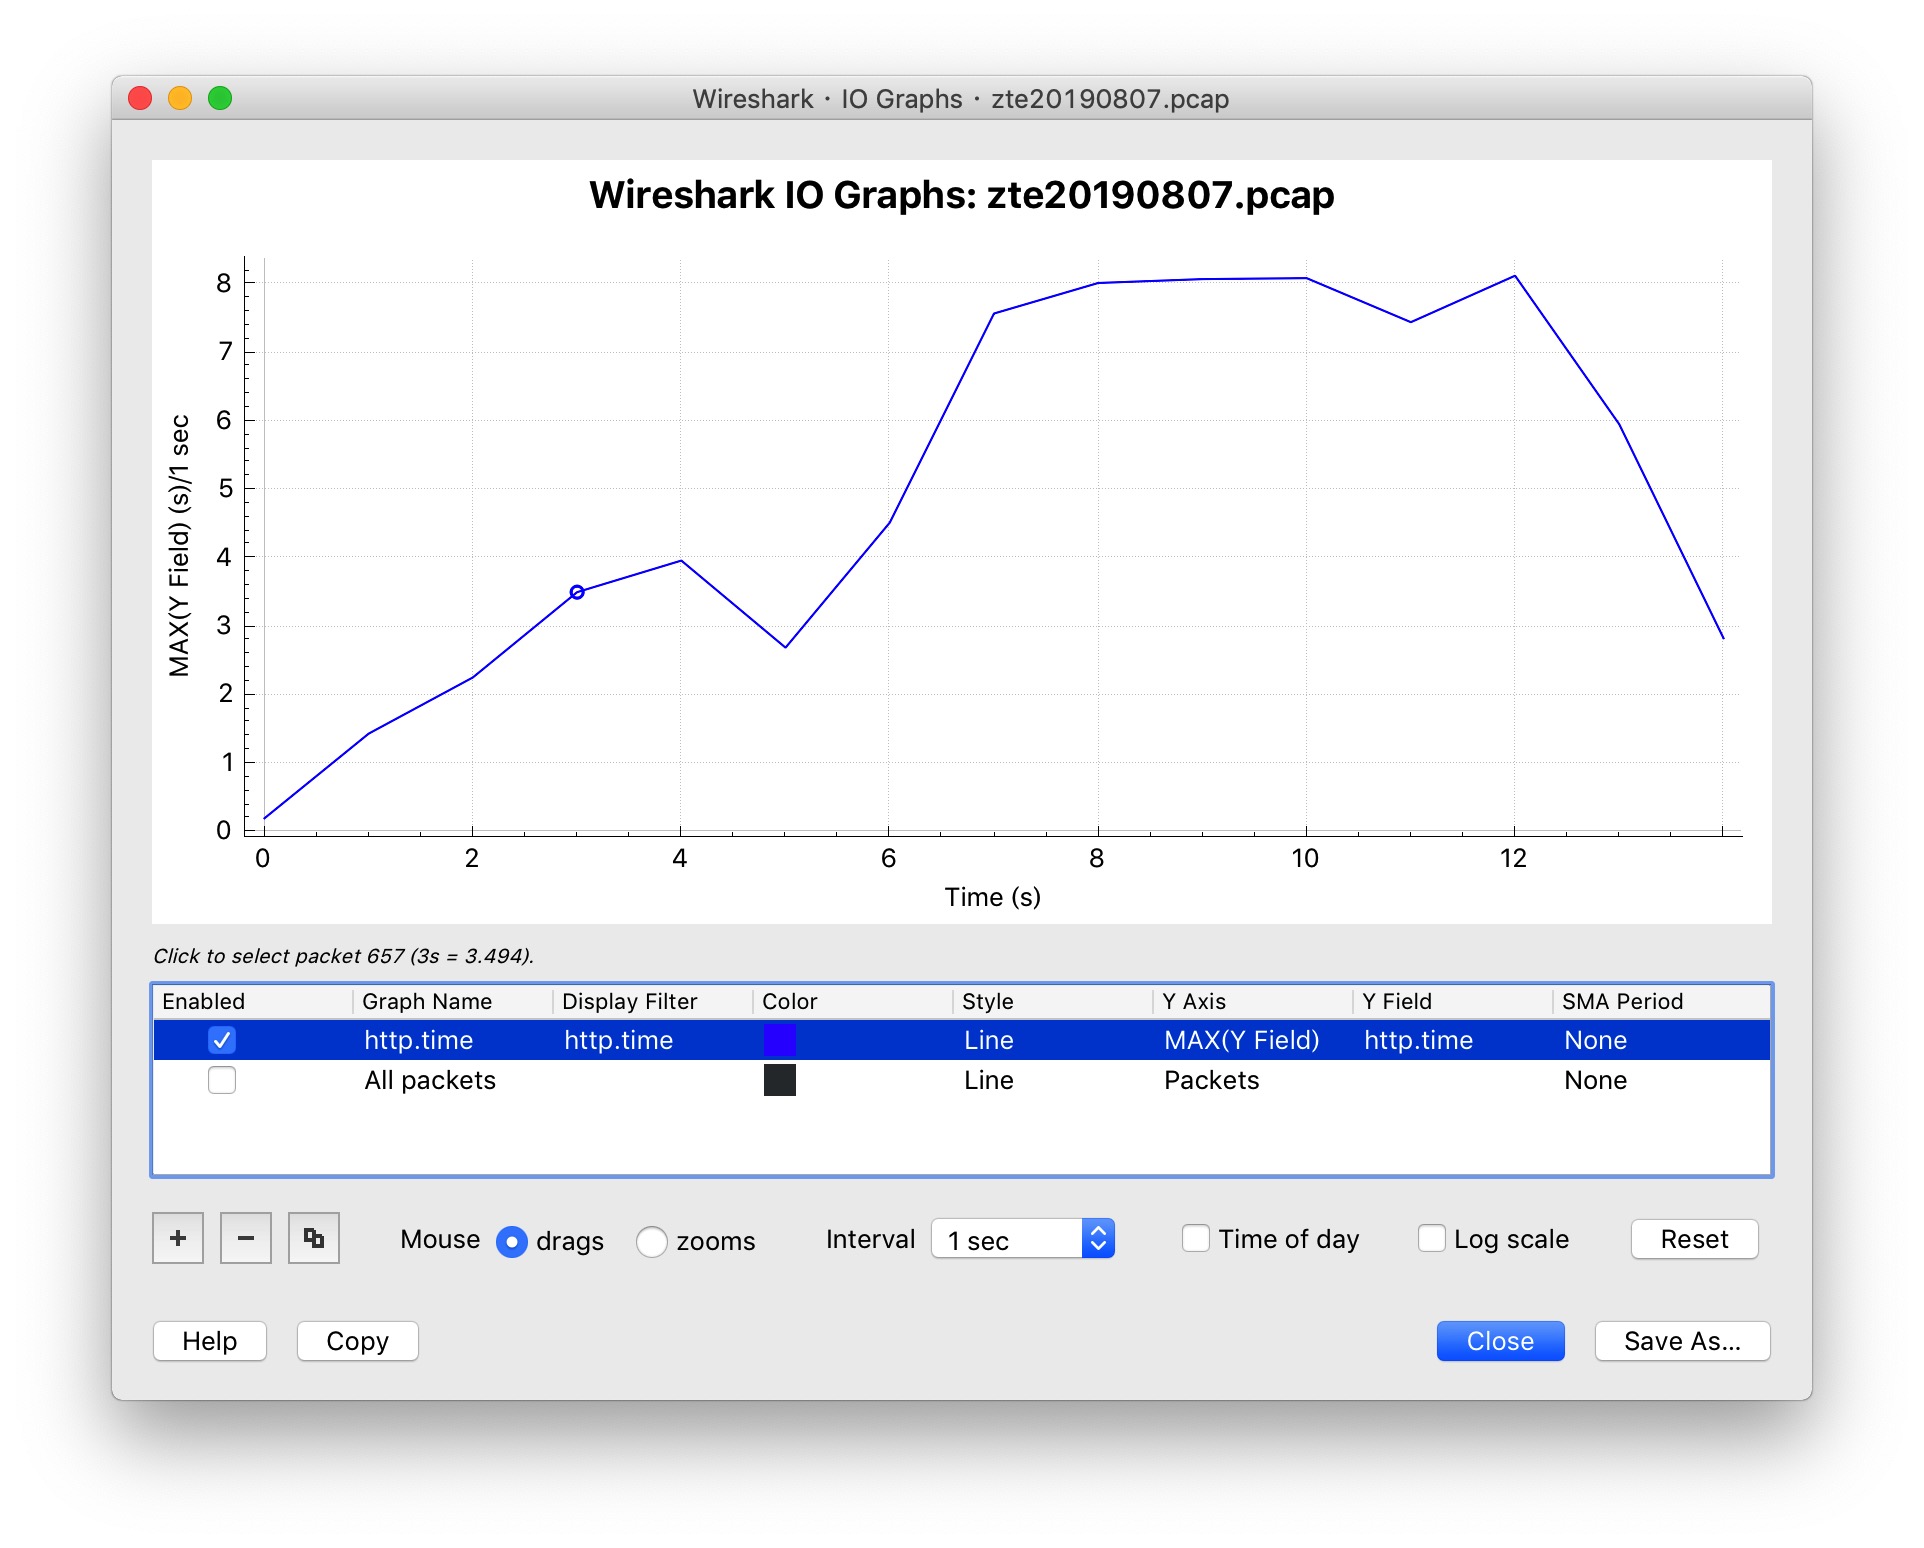 Wireshark · IO Graphs · zte20190807.pcap
Wireshark IO Graphs: zte20190807.pcap
MAX(Y Field) (s)/1 sec
8
7
6
5
4
3
2
1
0
0 2 4 6 8 10 12
Time (s)
Click to select packet 657 (3s = 3.494).
Enabled Graph Name Display Filter Color Style Y Axis Y Field SMA Period
http.time http.time Line MAX(Y Field) http.time None
All packets Line Packets None
+ − Mouse drags zooms Interval 1 sec Time of day Log scale Reset
Help Copy Close Save As...